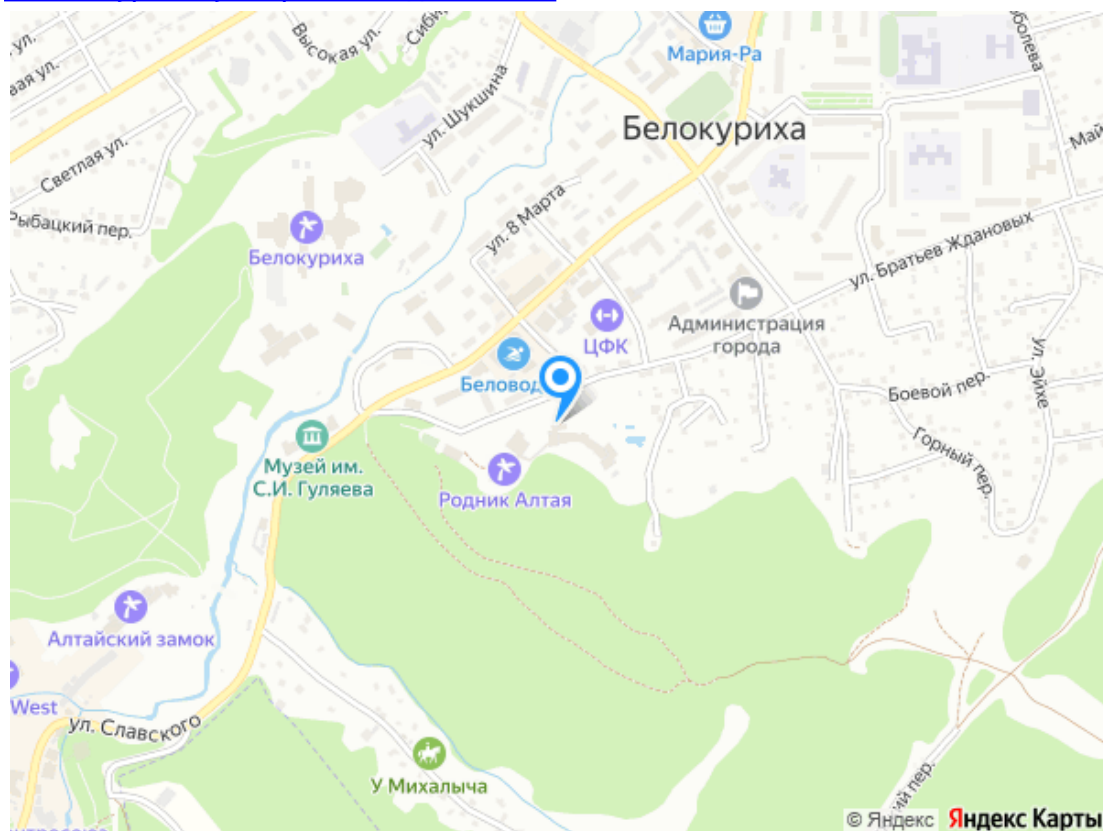 Мария-Ра
Высокая ул.
ул. Шукшина
Белокуриха
Светлая ул.
Рыбацкий пер.
ул. 8 Марта
Белокуриха
ул. Братьев Ждановых
Администрация
города
ЦФК
Беловод
Боевой пер.
ул. Эйхе
Горный пер.
Музей им.
С.И. Гуляева
Родник Алтая
Алтайский замок
West
ул. Славского
У Михалыча
© Яндекс Яндекс Карты